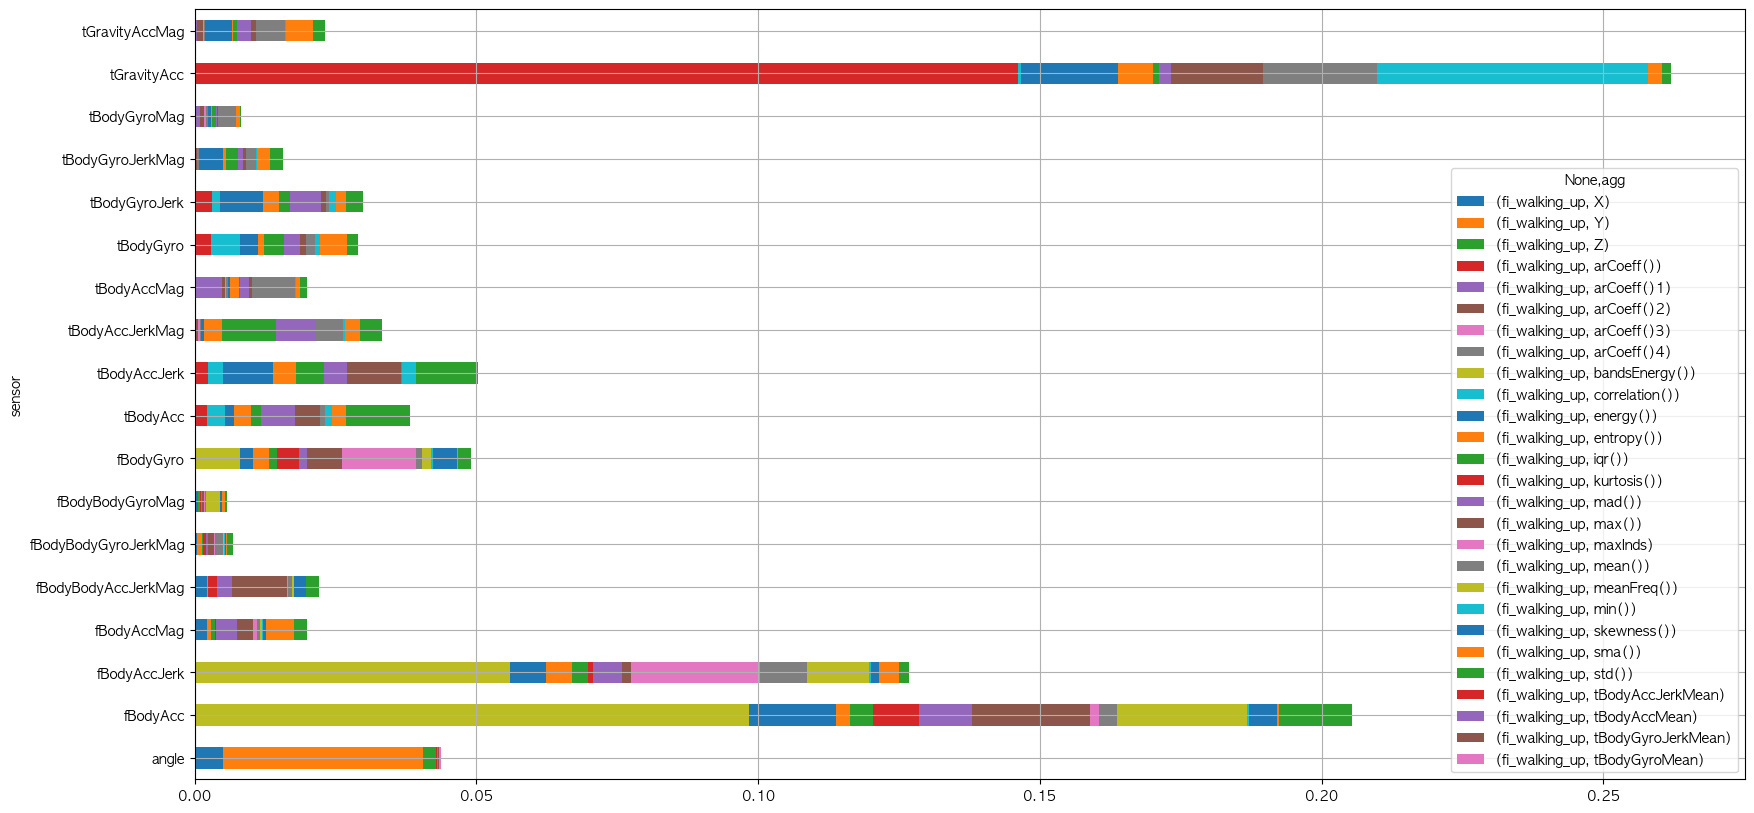 tGravityAccMag
tGravityAcc
tBodyGyroMag
tBodyGyroJerkMag
tBodyGyroJerk
tBodyGyro
tBodyAccMag
tBodyAccJerkMag
tBodyAccJerk
tBodyAcc
fBodyGyro
fBodyBodyGyroMag
fBodyBodyGyroJerkMag
fBodyBodyAccJerkMag
fBodyAccMag
fBodyAccJerk
fBodyAcc
angle
sensor
0.00 0.05 0.10 0.15 0.20 0.25
None,agg
(fi_walking_up, X)
(fi_walking_up, Y)
(fi_walking_up, Z)
(fi_walking_up, arCoeff())
(fi_walking_up, arCoeff()1)
(fi_walking_up, arCoeff()2)
(fi_walking_up, arCoeff()3)
(fi_walking_up, arCoeff()4)
(fi_walking_up, bandsEnergy())
(fi_walking_up, correlation())
(fi_walking_up, energy())
(fi_walking_up, entropy())
(fi_walking_up, iqr())
(fi_walking_up, kurtosis())
(fi_walking_up, mad())
(fi_walking_up, max())
(fi_walking_up, maxInds)
(fi_walking_up, mean())
(fi_walking_up, meanFreq())
(fi_walking_up, min())
(fi_walking_up, skewness())
(fi_walking_up, sma())
(fi_walking_up, std())
(fi_walking_up, tBodyAccJerkMean)
(fi_walking_up, tBodyAccMean)
(fi_walking_up, tBodyGyroJerkMean)
(fi_walking_up, tBodyGyroMean)